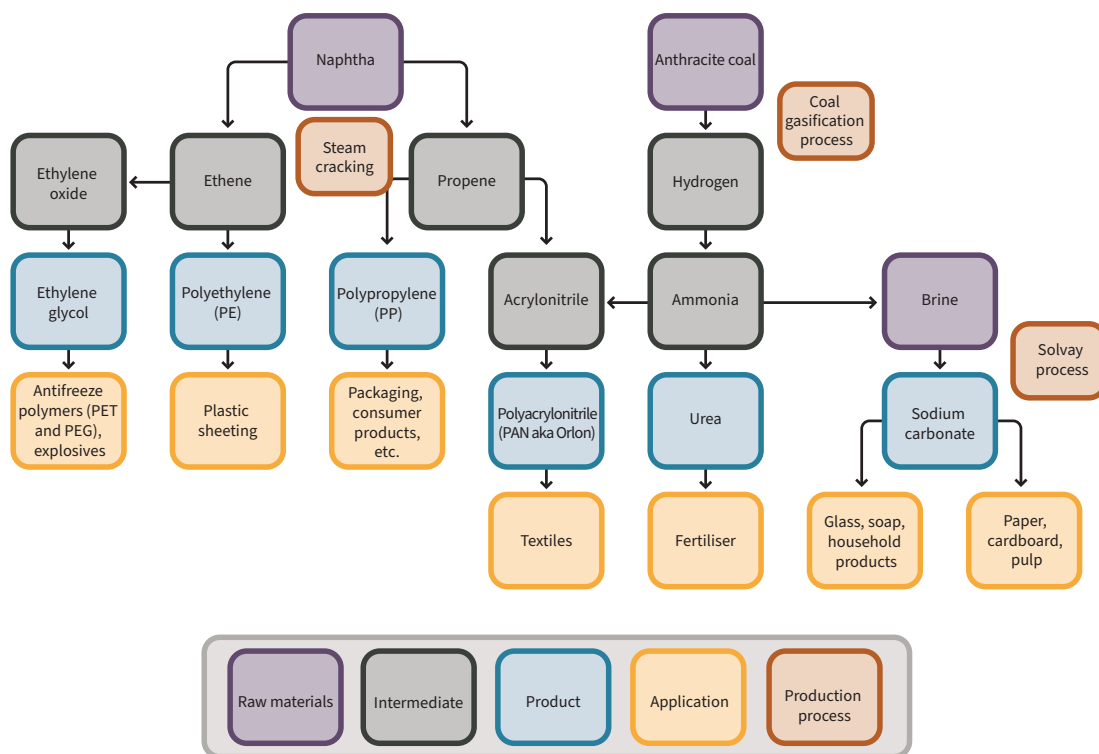 Naphtha
Anthracite coal
Coal
gasification
process
Steam
cracking
Ethylene
oxide
Ethene
Propene
Hydrogen
Ethylene
glycol
Polyethylene
(PE)
Polypropylene
(PP)
Acrylonitrile
Ammonia
Brine
Solvay
process
Antifreeze
polymers (PET
and PEG),
explosives
Plastic
sheeting
Packaging,
consumer
products,
etc.
Polyacrylonitrile
(PAN aka Orlon)
Urea
Sodium
carbonate
Textiles
Fertiliser
Glass, soap,
household
products
Paper,
cardboard,
pulp
Raw materials
Intermediate
Product
Application
Production
process